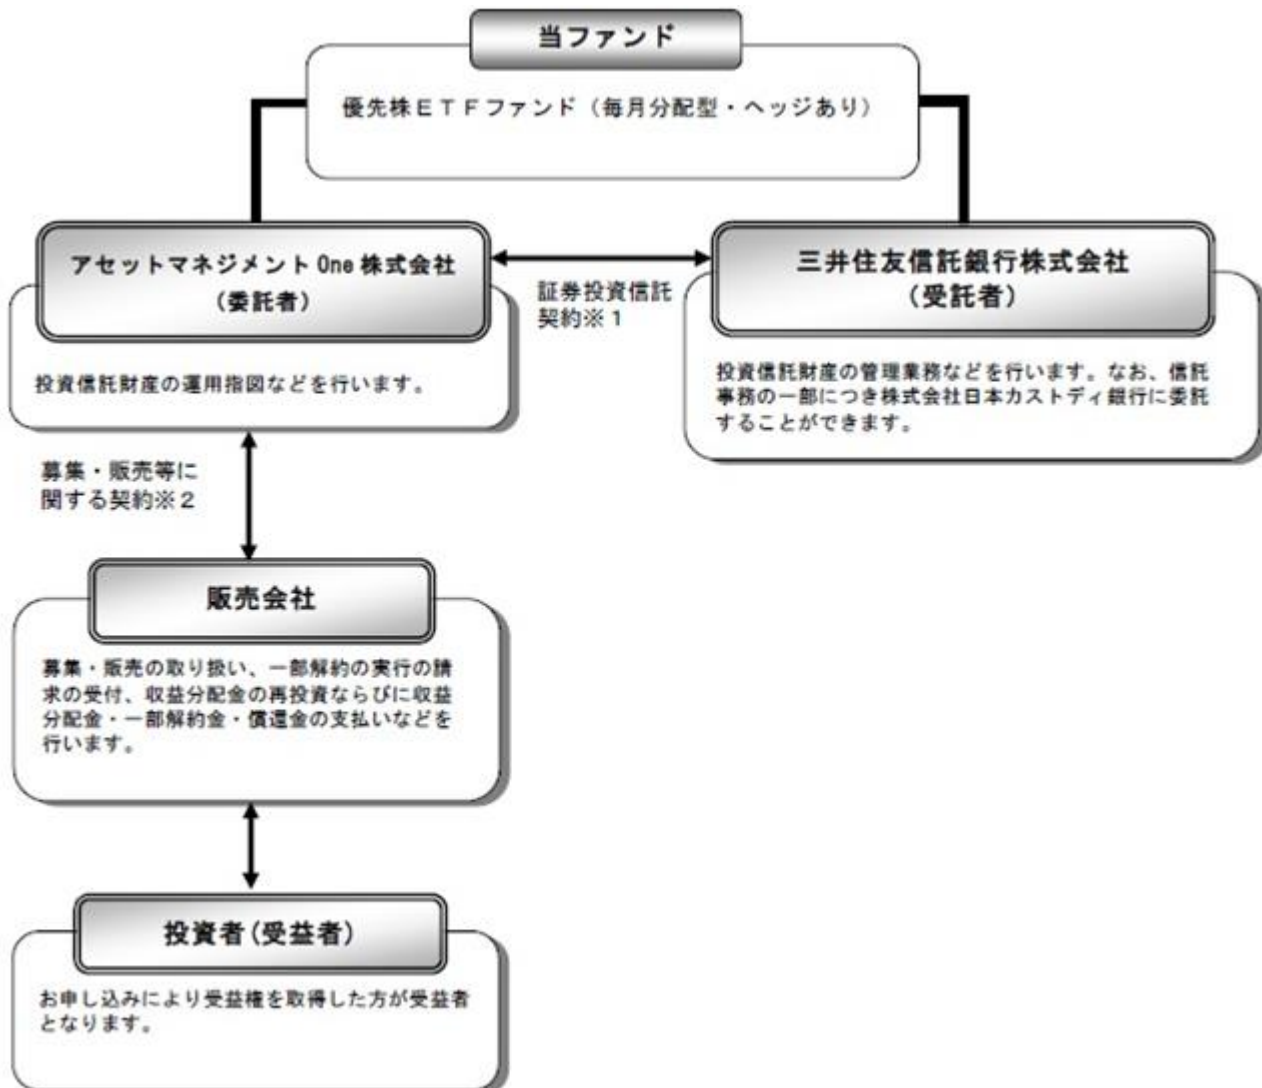 当ファンド
優先株ETFファンド（毎月分配型・ヘッジあり）
アセットマネジメントOne株式会社
（委託者）
投資信託財産の運用指図などを行います。
証券投資信託
契約※１
三井住友信託銀行株式会社
（受託者）
投資信託財産の管理業務などを行います。なお、信託
事務の一部につき株式会社日本カストディ銀行に委託
することができます。
募集・販売等に
関する契約※２
販売会社
募集・販売の取り扱い、一部解約の実行の請
求の受付、収益分配金の再投資ならびに収益
分配金・一部解約金・償還金の支払いなどを
行います。
投資者(受益者)
お申し込みにより受益権を取得した方が受益者
となります。